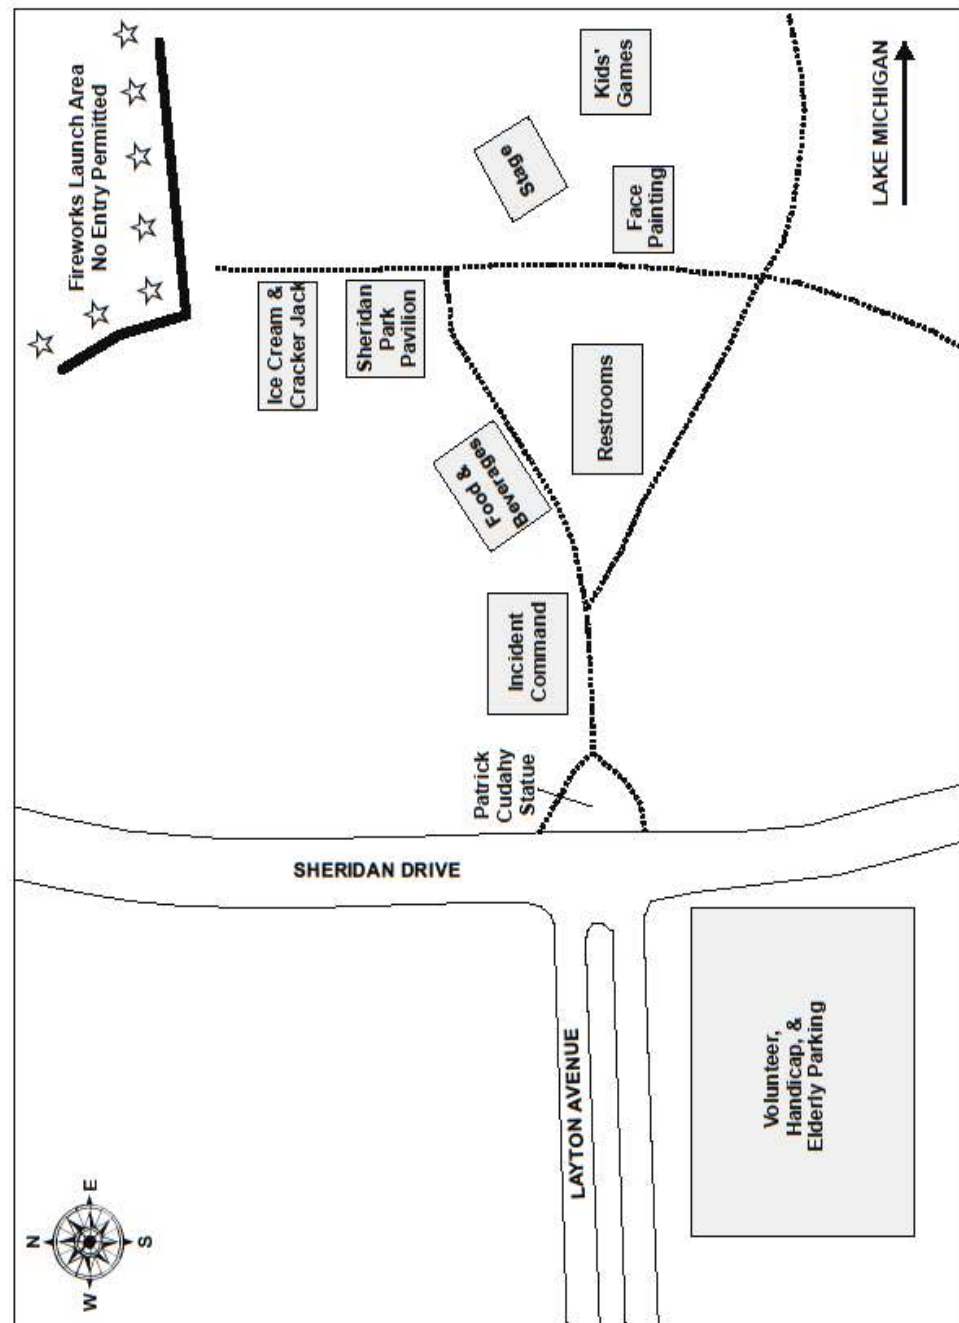 Fireworks Launch Area
No Entry Permitted
Kids'
Games
Stage
LAKE MICHIGAN
Face
Painting
Ice Cream &
Cracker Jack
Sheridan
Park
Pavilion
Restrooms
Food &
Beverages
Incident
Command
Patrick
Cudahy
Statue
SHERIDAN DRIVE
LAYTON AVENUE
Volunteer,
Handicap, &
Elderly Parking
N
E
S
W